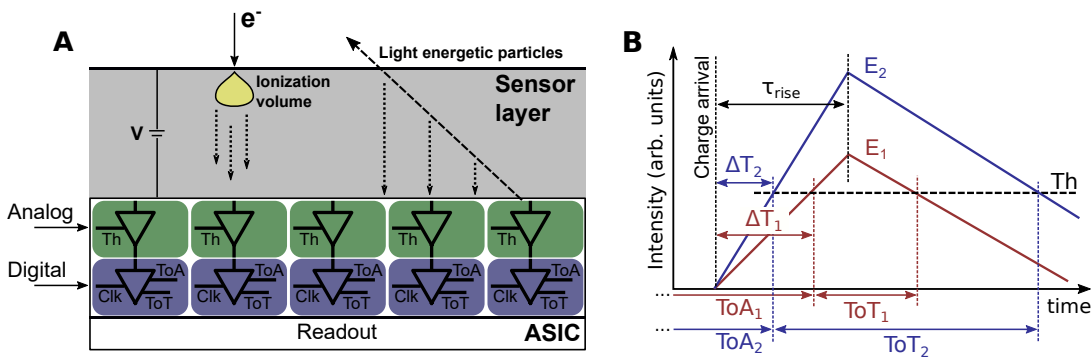 A
e⁻
Light energetic particles
Ionization
volume
Sensor
layer
V
Analog
Th
Th
Th
Th
Th
Digital
ToA
ToA
ToA
ToA
ToA
Clk
Clk
Clk
Clk
Clk
ToT
ToT
ToT
ToT
ToT
Readout
ASIC
B
Intensity (arb. units)
Charge arrival
τrise
E₂
E₁
ΔT₂
ΔT₁
Th
time
... ToA₁
ToT₁
... ToA₂
ToT₂